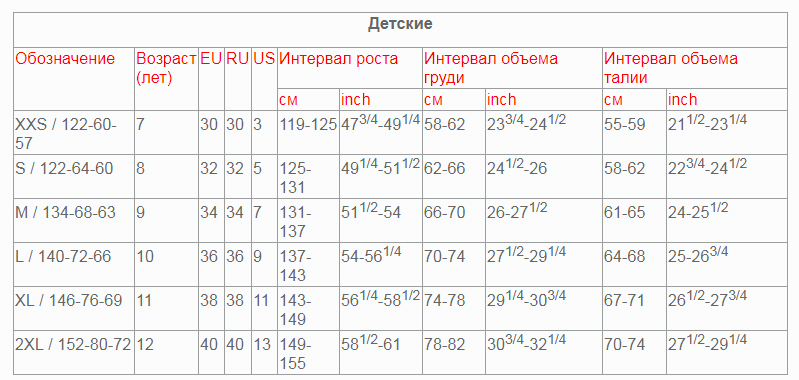 Детские
Обозначение Возраст (лет) EU RU US Интервал роста Интервал объема груди Интервал объема талии
см inch см inch см inch
XXS / 122-60-57 7 30 30 3 119-125 47 3/4-49 1/4 58-62 23 3/4-24 1/2 55-59 21 1/2-23 1/4
S / 122-64-60 8 32 32 5 125-131 49 1/4-51 1/2 62-66 24 1/2-26 58-62 22 3/4-24 1/2
M / 134-68-63 9 34 34 7 131-137 51 1/2-54 66-70 26-27 1/2 61-65 24-25 1/2
L / 140-72-66 10 36 36 9 137-143 54-56 1/4 70-74 27 1/2-29 1/4 64-68 25-26 3/4
XL / 146-76-69 11 38 38 11 143-149 56 1/4-58 1/2 74-78 29 1/4-30 3/4 67-71 26 1/2-27 3/4
2XL / 152-80-72 12 40 40 13 149-155 58 1/2-61 78-82 30 3/4-32 1/4 70-74 27 1/2-29 1/4